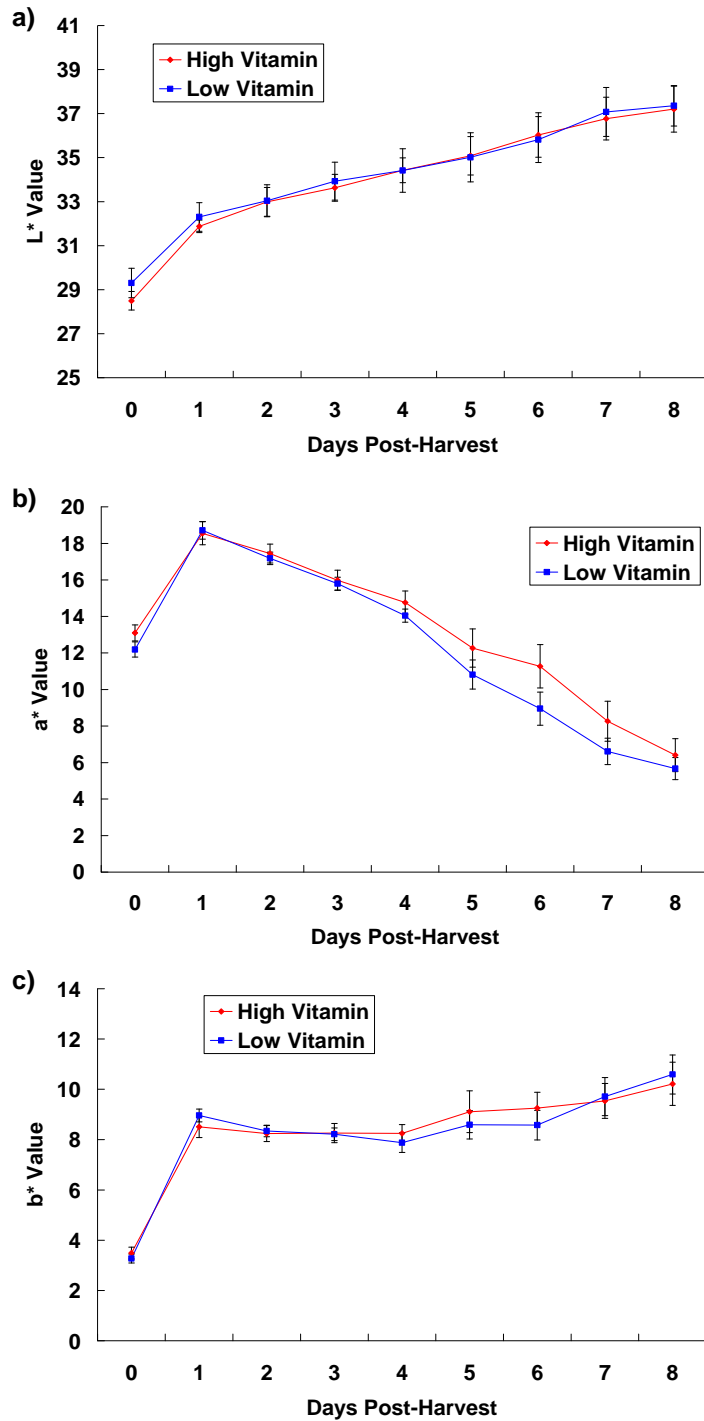 a)
41
39
37
35
33
31
29
27
25
L* Value
High Vitamin
Low Vitamin
0 1 2 3 4 5 6 7 8
Days Post-Harvest
b)
20
18
16
14
12
10
8
6
4
2
0
a* Value
High Vitamin
Low Vitamin
0 1 2 3 4 5 6 7 8
Days Post-Harvest
c)
14
12
10
8
6
4
2
0
b* Value
High Vitamin
Low Vitamin
0 1 2 3 4 5 6 7 8
Days Post-Harvest